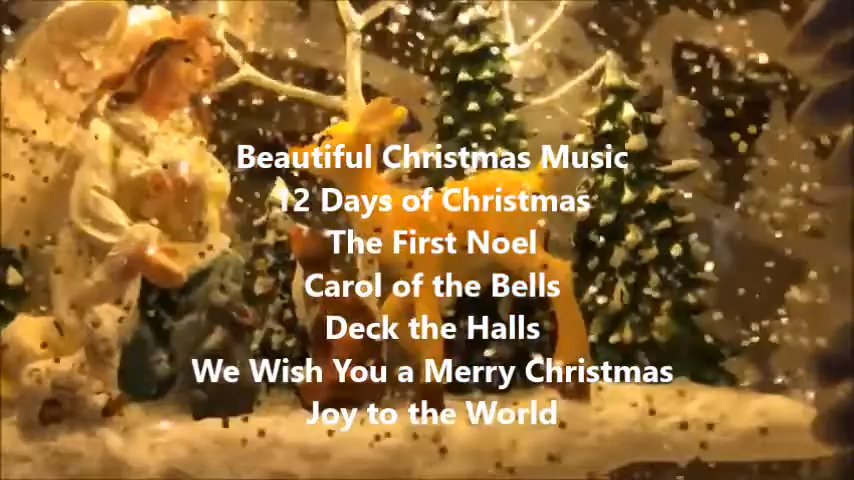 Beautiful Christmas Music
12 Days of Christmas
The First Noel
Carol of the Bells
Deck the Halls
We Wish You a Merry Christmas
Joy to the World